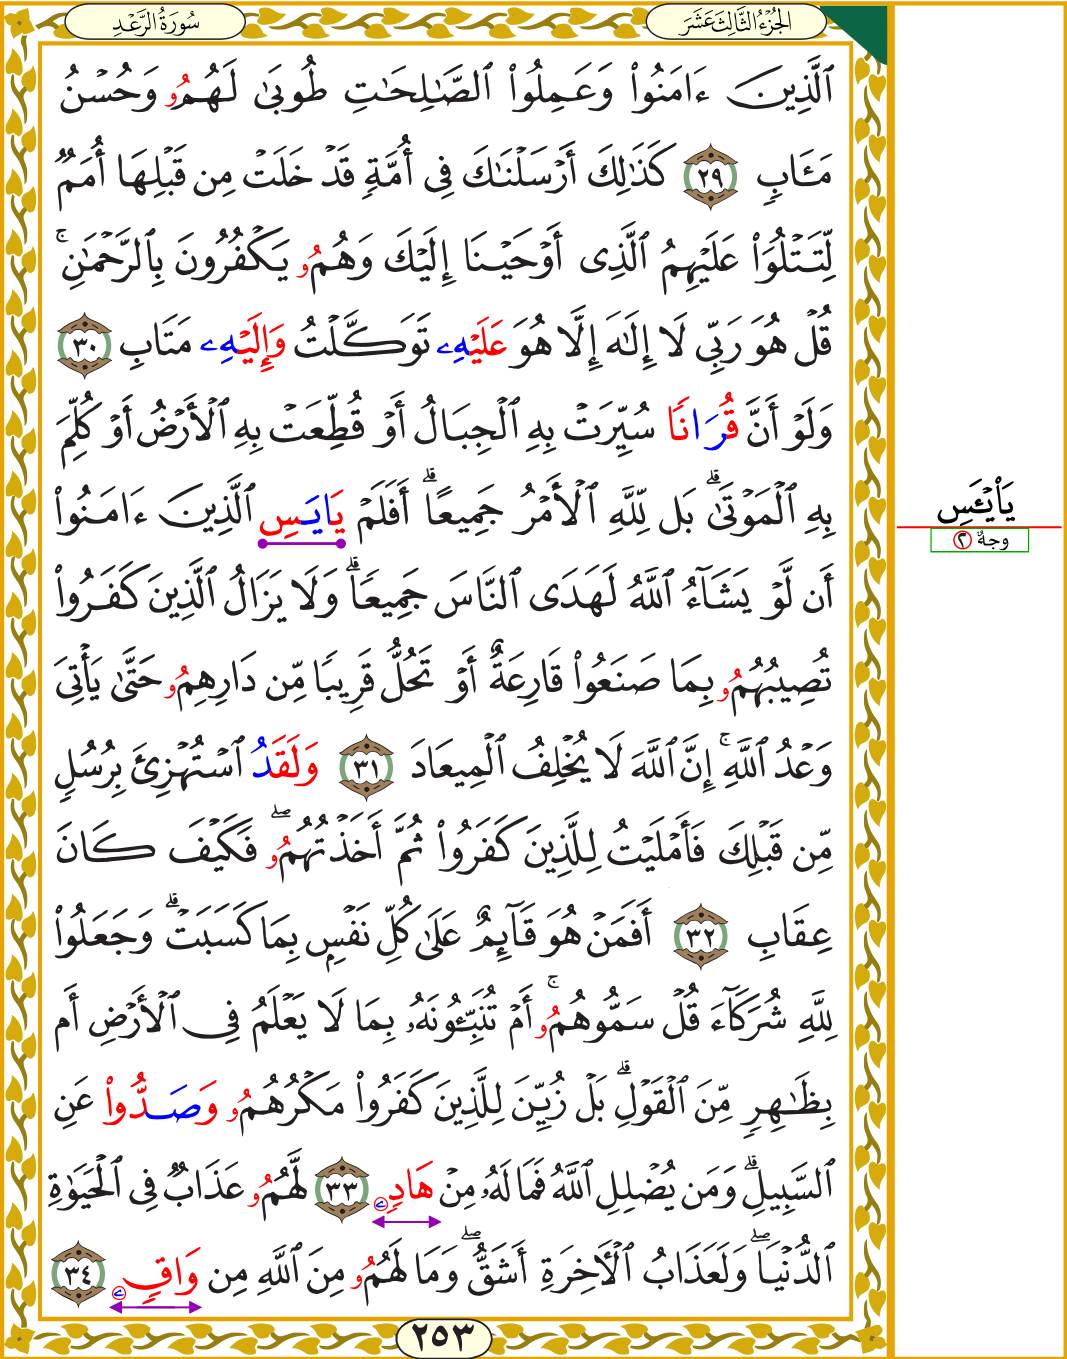 الجُزْءُ الثَّالِثَ عَشَرَ
سُورَةُ الرَّعْدِ
ٱلَّذِينَ ءَامَنُوا۟ وَعَمِلُوا۟ ٱلصَّـٰلِحَـٰتِ طُوبَىٰ لَهُمُۥ وَحُسْنُ
مَـَٔابٍ ٢٩ كَذَٰلِكَ أَرْسَلْنَـٰكَ فِىٓ أُمَّةٍ قَدْ خَلَتْ مِن قَبْلِهَا أُمَمٌ
لِّتَتْلُوَا۟ عَلَيْهِمُ ٱلَّذِى أَوْحَيْنَا إِلَيْكَ وَهُمُۥ يَكْفُرُونَ بِٱلرَّحْمَـٰنِ ۚ
قُلْ هُوَ رَبِّى لَا إِلَـٰهَ إِلَّا هُوَ عَلَيْهِۦ تَوَكَّلْتُ وَإِلَيْهِۦ مَتَابِ ٣٠
وَلَوْ أَنَّ قُرَانًا سُيِّرَتْ بِهِ ٱلْجِبَالُ أَوْ قُطِّعَتْ بِهِ ٱلْأَرْضُ أَوْ كُلِّمَ
بِهِ ٱلْمَوْتَىٰ ۗ بَل لِّلَّهِ ٱلْأَمْرُ جَمِيعًا ۗ أَفَلَمْ يَايَسِ ٱلَّذِينَ ءَامَنُوا۟
أَن لَّوْ يَشَآءُ ٱللَّهُ لَهَدَى ٱلنَّاسَ جَمِيعًا ۗ وَلَا يَزَالُ ٱلَّذِينَ كَفَرُوا۟
تُصِيبُهُمُۥ بِمَا صَنَعُوا۟ قَارِعَةٌ أَوْ تَحُلُّ قَرِيبًا مِّن دَارِهِمُۥ حَتَّىٰ يَأْتِىَ
وَعْدُ ٱللَّهِ ۚ إِنَّ ٱللَّهَ لَا يُخْلِفُ ٱلْمِيعَادَ ٣١ وَلَقَدُ ٱسْتُهْزِئَ بِرُسُلٍ
مِّن قَبْلِكَ فَأَمْلَيْتُ لِلَّذِينَ كَفَرُوا۟ ثُمَّ أَخَذْتُهُمُۥ ۖ فَكَيْفَ كَانَ
عِقَابِ ٣٢ أَفَمَنْ هُوَ قَآئِمٌ عَلَىٰ كُلِّ نَفْسٍ بِمَا كَسَبَتْ ۗ وَجَعَلُوا۟
لِلَّهِ شُرَكَآءَ قُلْ سَمُّوهُمُۥ ۚ أَمْ تُنَبِّـُٔونَهُۥ بِمَا لَا يَعْلَمُ فِى ٱلْأَرْضِ أَم
بِظَـٰهِرٍ مِّنَ ٱلْقَوْلِ ۗ بَلْ زُيِّنَ لِلَّذِينَ كَفَرُوا۟ مَكْرُهُمُۥ وَصَدُّوا۟ عَنِ
ٱلسَّبِيلِ ۗ وَمَن يُضْلِلِ ٱللَّهُ فَمَا لَهُۥ مِنْ هَادٍ ے ٣٣ لَّهُمُۥ عَذَابٌ فِى ٱلْحَيَوٰةِ
ٱلدُّنْيَا ۖ وَلَعَذَابُ ٱلْـَٔاخِرَةِ أَشَقُّ ۖ وَمَا لَهُمُۥ مِنَ ٱللَّهِ مِن وَاقٍ ے ٣٤
٢٥٣
يَاْيْـَٔسِ
وجهٌ ٢